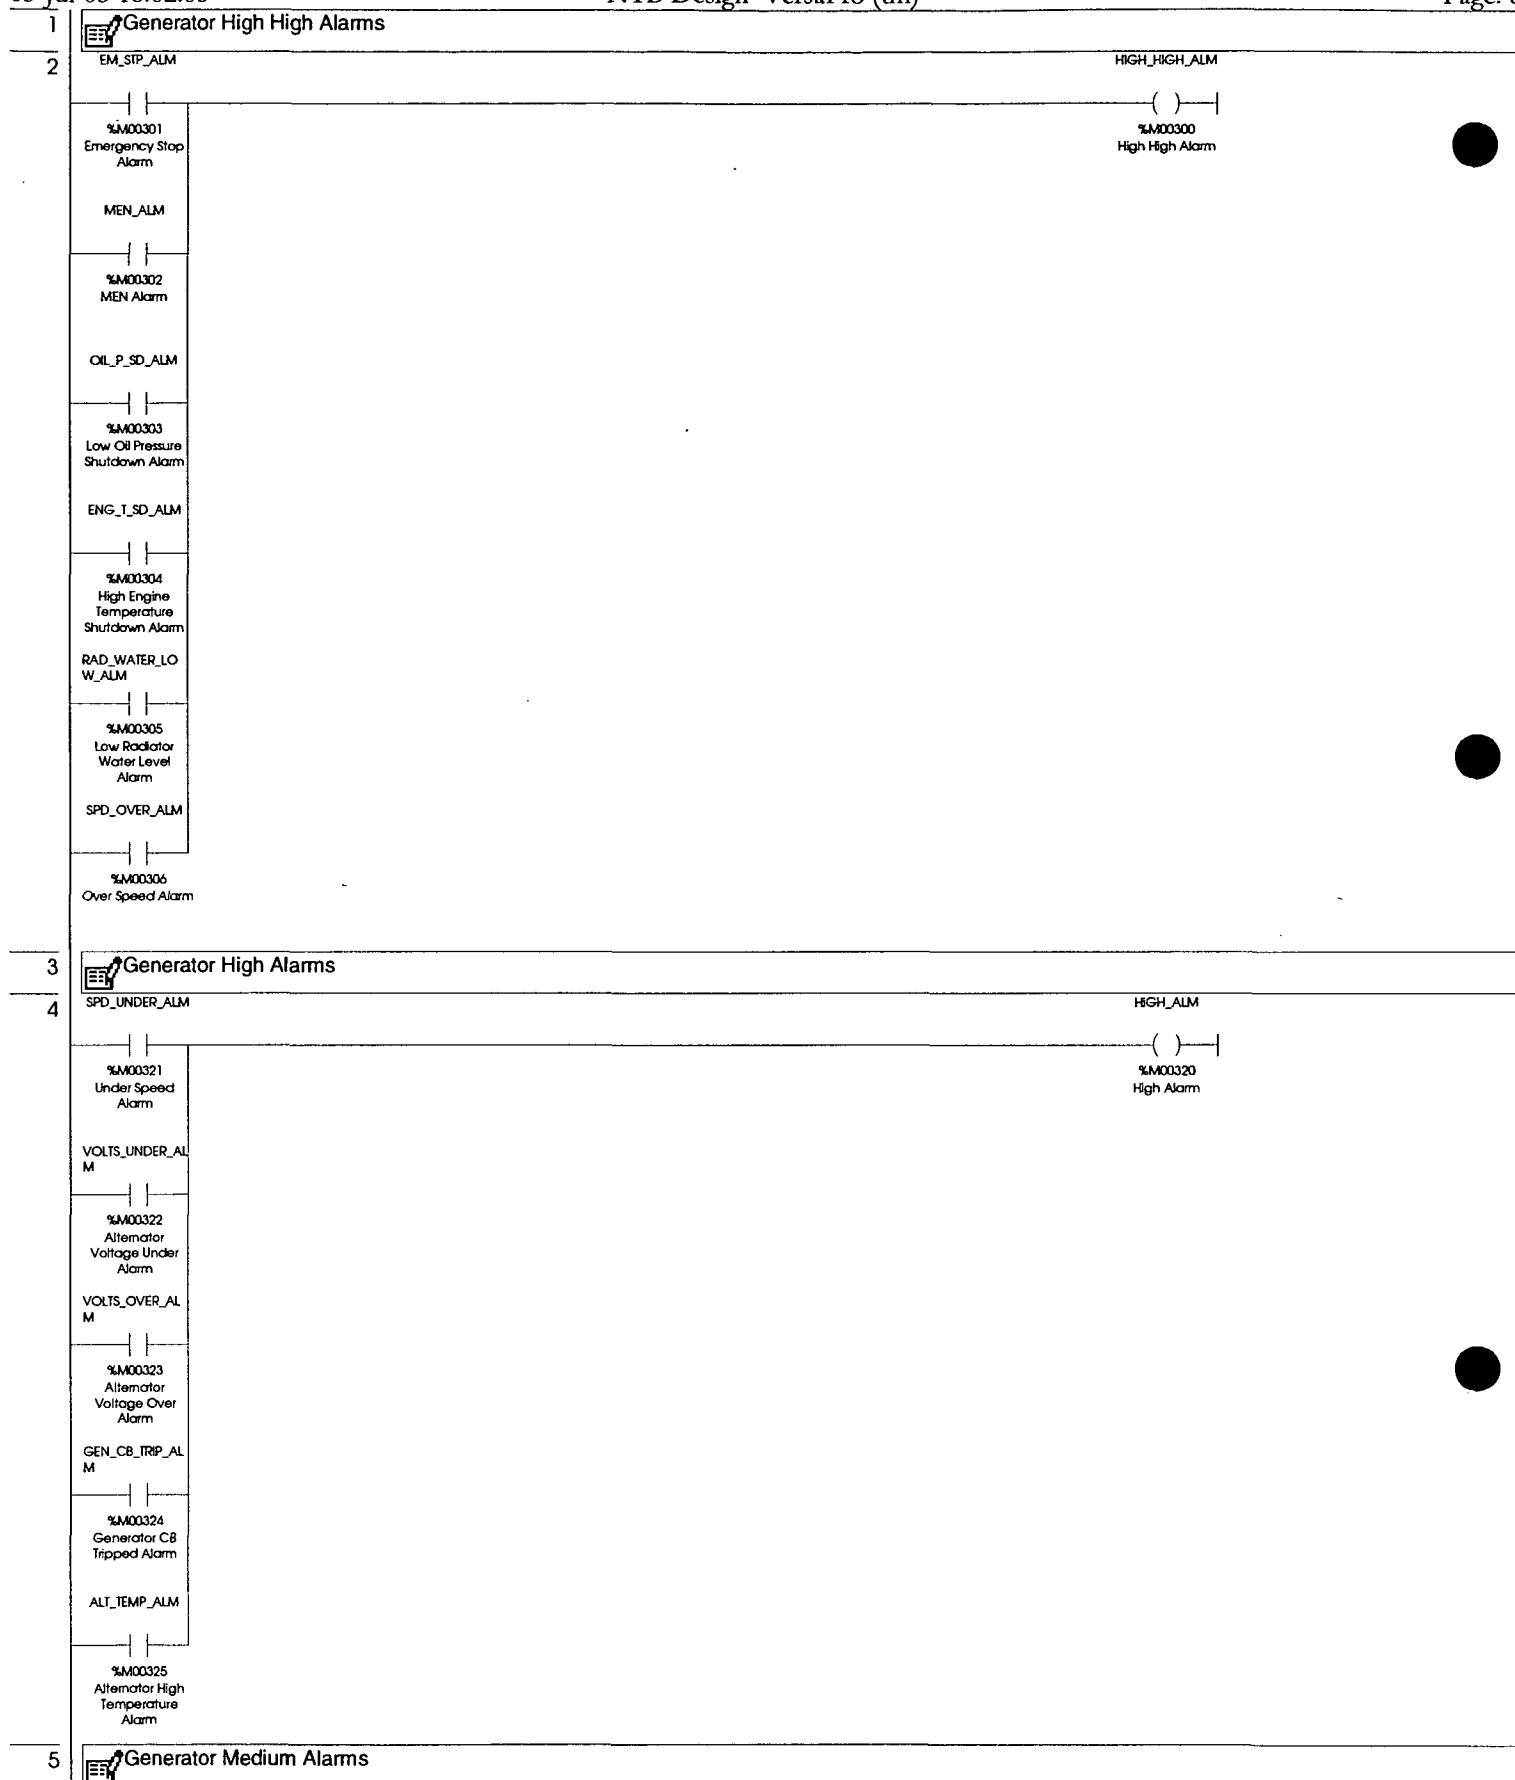 1 Generator High High Alarms
2 EM_STP_ALM HIGH_HIGH_ALM
%M00301 %M00300
Emergency Stop High High Alarm
Alarm
MEN_ALM
%M00302
MEN Alarm
OIL_P_SD_ALM
%M00303
Low Oil Pressure
Shutdown Alarm
ENG_T_SD_ALM
%M00304
High Engine
Temperature
Shutdown Alarm
RAD_WATER_LO
W_ALM
%M00305
Low Radiator
Water Level
Alarm
SPD_OVER_ALM
%M00306
Over Speed Alarm
3 Generator High Alarms
4 SPD_UNDER_ALM HIGH_ALM
%M00321 %M00320
Under Speed High Alarm
Alarm
VOLTS_UNDER_AL
M
%M00322
Alternator
Voltage Under
Alarm
VOLTS_OVER_AL
M
%M00323
Alternator
Voltage Over
Alarm
GEN_CB_TRIP_AL
M
%M00324
Generator CB
Tripped Alarm
ALT_TEMP_ALM
%M00325
Alternator High
Temperature
Alarm
5 Generator Medium Alarms